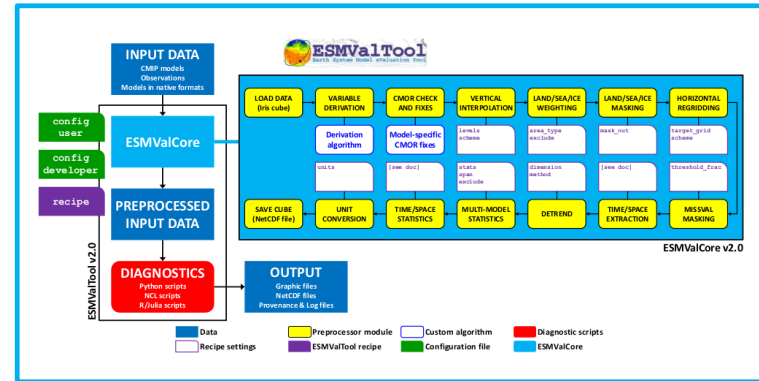 ESMValTool
Earth System Model eValuation Tool
INPUT DATA
CMIP models
Observations
Models in native formats
config
user
config
developer
recipe
ESMValCore
PREPROCESSED
INPUT DATA
DIAGNOSTICS
Python scripts
NCL scripts
R/Julia scripts
ESMValTool v2.0
OUTPUT
Graphic files
NetCDF files
Provenance & Log files
LOAD DATA
(Iris cube)
VARIABLE
DERIVATION
CMOR CHECK
AND FIXES
VERTICAL
INTERPOLATION
LAND/SEA/ICE
WEIGHTING
LAND/SEA/ICE
MASKING
HORIZONTAL
REGRIDDING
Derivation
algorithm
Model-specific
CMOR fixes
levels
scheme
area_type
exclude
mask_out
target_grid
scheme
units
[see doc]
stats
span
exclude
dimension
method
[see doc]
threshold_frac
SAVE CUBE
(NetCDF file)
UNIT
CONVERSION
TIME/SPACE
STATISTICS
MULTI-MODEL
STATISTICS
DETREND
TIME/SPACE
EXTRACTION
MISSVAL
MASKING
ESMValCore v2.0
Data
Preprocessor module
Custom algorithm
Diagnostic scripts
Recipe settings
ESMValTool recipe
Configuration file
ESMValCore